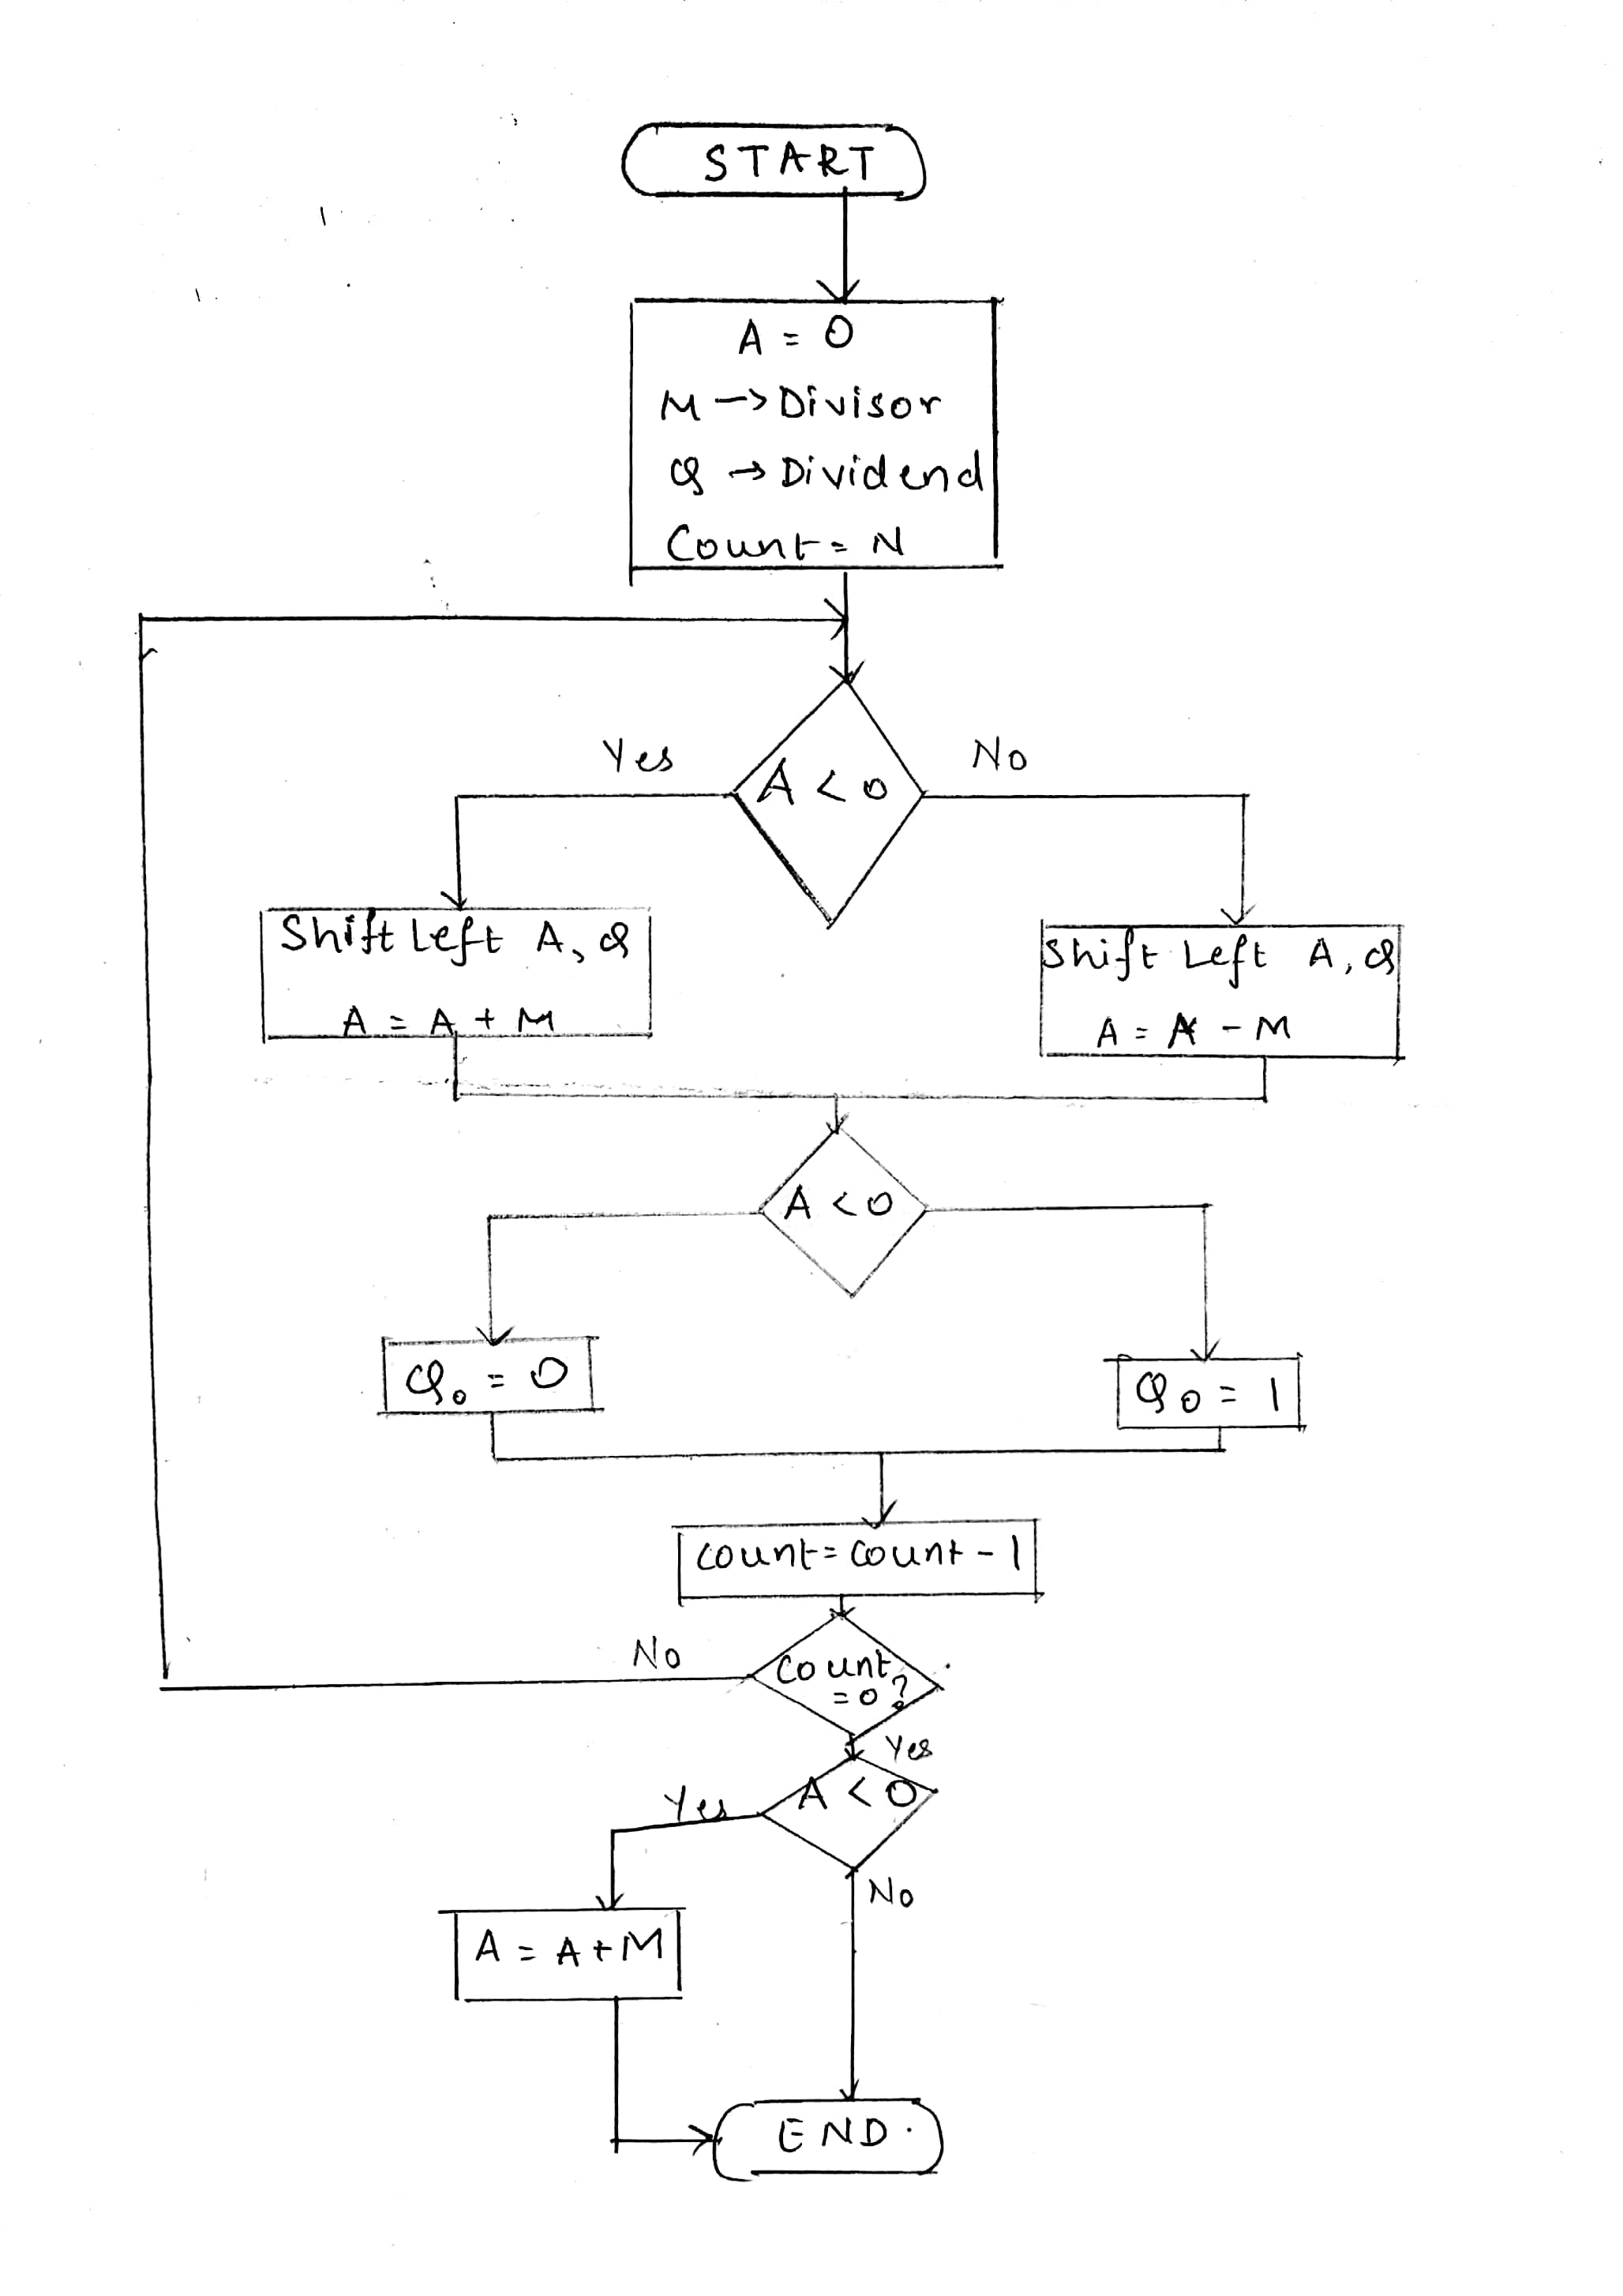 START
A = 0
M -> Divisor
Q -> Dividend
Count = N
Yes
A < 0
No
Shift Left A, Q
A = A + M
Shift Left A, Q
A = A - M
A < 0
Q0 = 0
Q0 = 1
count = count - 1
No
Count
= 0 ?
Yes
A < 0
Yes
No
A = A + M
END.